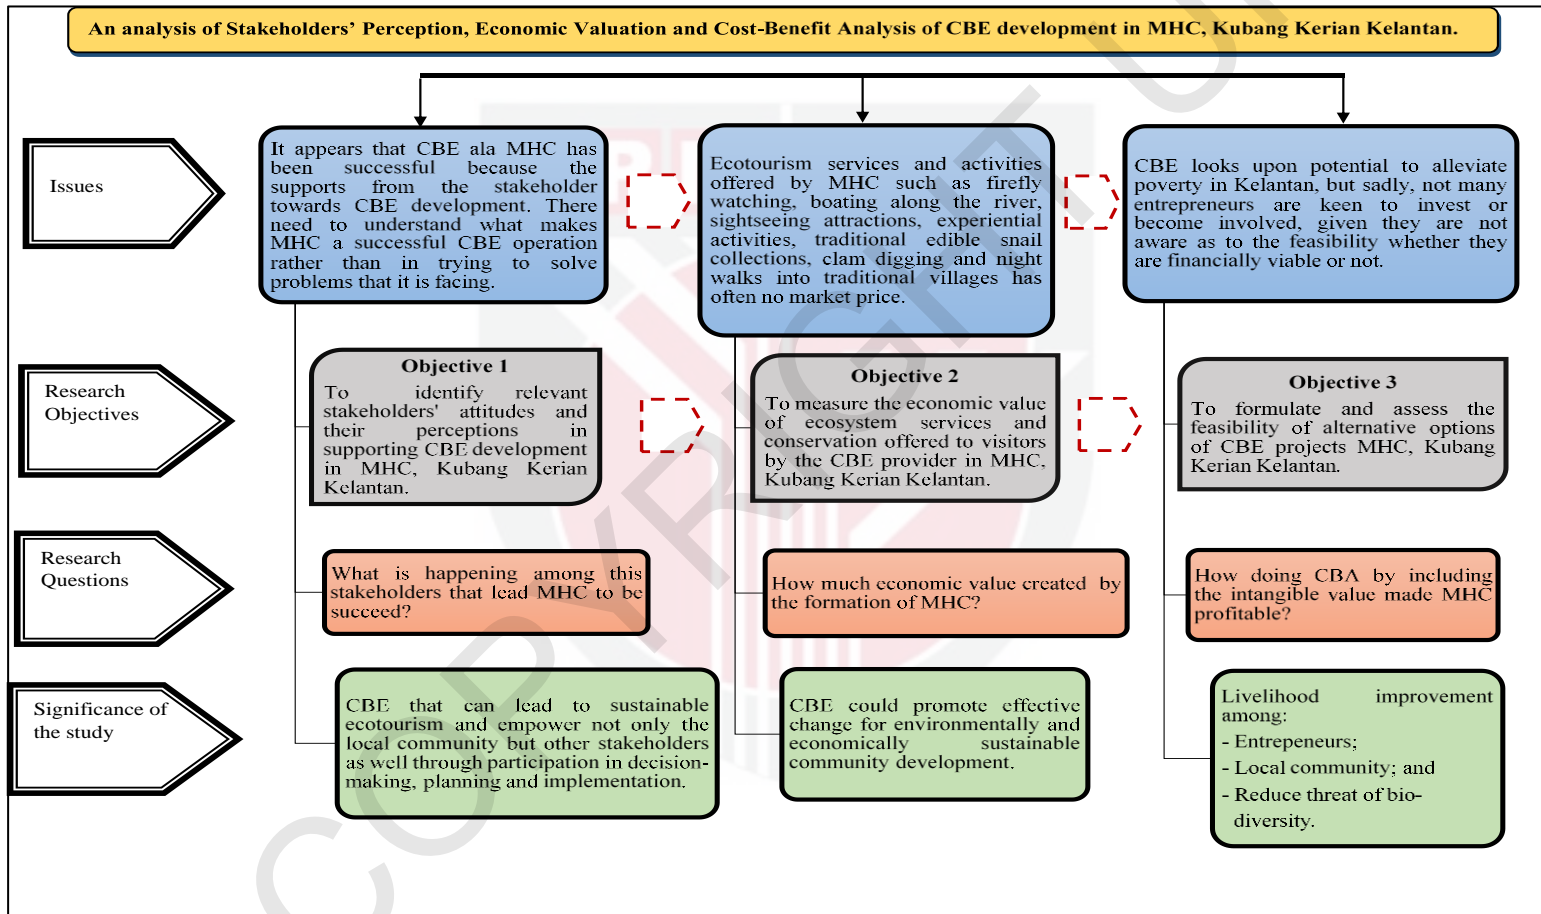 An analysis of Stakeholders' Perception, Economic Valuation and Cost-Benefit Analysis of CBE development in MHC, Kubang Kerian Kelantan.
Issues
It appears that CBE ala MHC has
been successful because the
supports from the stakeholder
towards CBE development. There
need to understand what makes
MHC a successful CBE operation
rather than in trying to solve
problems that it is facing.
Ecotourism services and activities
offered by MHC such as firefly
watching, boating along the river,
sightseeing attractions, experiential
activities, traditional edible snail
collections, clam digging and night
walks into traditional villages has
often no market price.
CBE looks upon potential to alleviate
poverty in Kelantan, but sadly, not many
entrepreneurs are keen to invest or
become involved, given they are not
aware as to the feasibility whether they
are financially viable or not.
Research
Objectives
Objective 1
To identify relevant
stakeholders' attitudes and
their perceptions in
supporting CBE development
in MHC, Kubang Kerian
Kelantan.
Objective 2
To measure the economic value
of ecosystem services and
conservation offered to visitors
by the CBE provider in MHC,
Kubang Kerian Kelantan.
Objective 3
To formulate and assess the
feasibility of alternative options
of CBE projects MHC, Kubang
Kerian Kelantan.
Research
Questions
What is happening among this
stakeholders that lead MHC to be
succeed?
How much economic value created by
the formation of MHC?
How doing CBA by including
the intangible value made MHC
profitable?
Significance of
the study
CBE that can lead to sustainable
ecotourism and empower not only the
local community but other stakeholders
as well through participation in decision-
making, planning and implementation.
CBE could promote effective
change for environmentally and
economically sustainable
community development.
Livelihood improvement
among:
- Entrepeneurs;
- Local community; and
- Reduce threat of bio-
diversity.
COPYRIGHT U